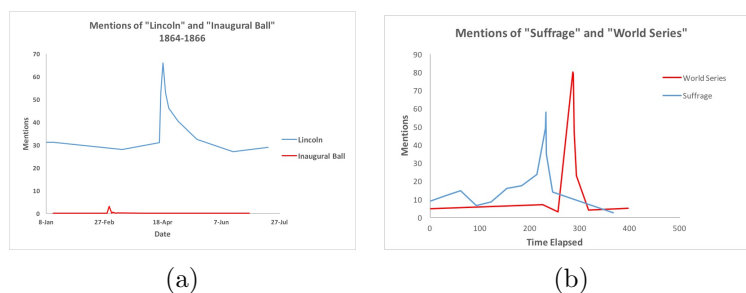 Mentions of "Lincoln" and "Inaugural Ball"
1864-1866
70
60
50
40
30
20
10
0
Mentions
8-Jan
27-Feb
18-Apr
7-Jun
27-Jul
Date
Lincoln
Inaugural Ball
(a)
Mentions of "Suffrage" and "World Series"
90
80
70
60
50
40
30
20
10
0
Mentions
0
100
200
300
400
500
Time Elapsed
World Series
Suffrage
(b)